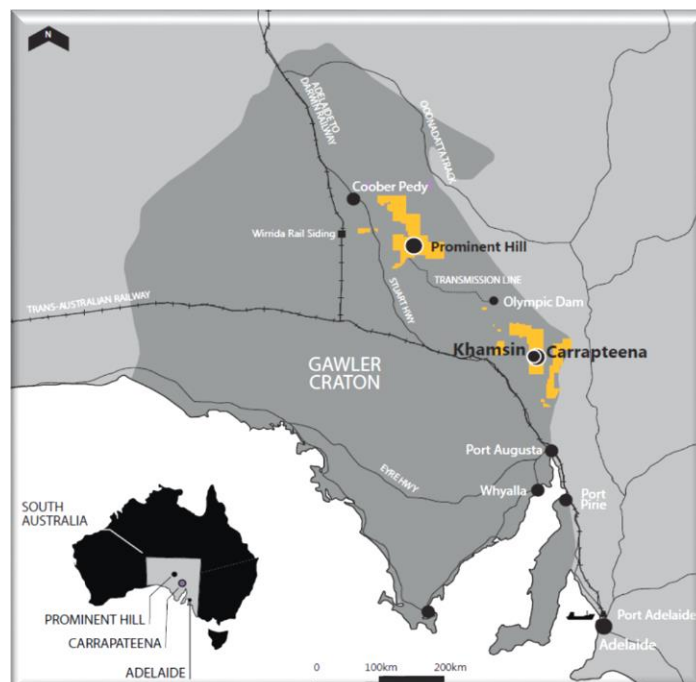 N
ADELAIDE TO
DARWIN RAILWAY
OODNADATTA TRACK
Coober Pedy
Wirrida Rail Siding
Prominent Hill
TRANSMISSION LINE
STUART HWY
Olympic Dam
TRANS-AUSTRALIAN RAILWAY
Khamsin
Carrapteena
GAWLER
CRATON
Port Augusta
EYRE HWY
Whyalla
Port
Pirie
SOUTH
AUSTRALIA
PROMINENT HILL
CARRAPATEENA
ADELAIDE
Port Adelaide
Adelaide
0 100km 200km